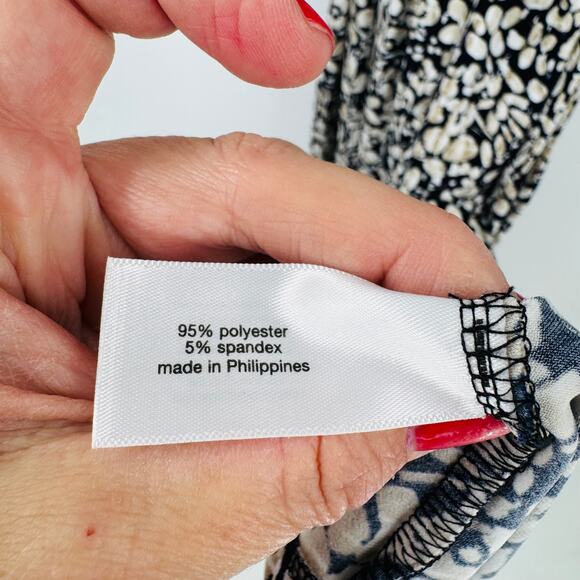 95% polyester
5% spandex
made in Philippines